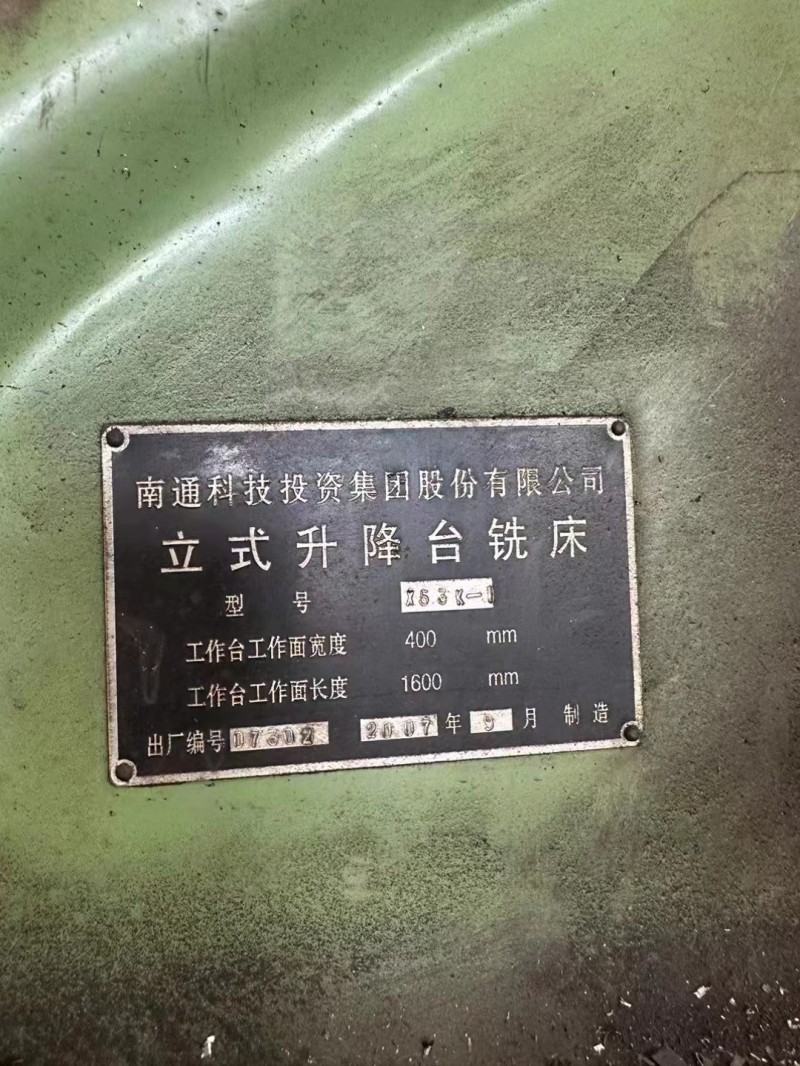 南通科技投资集团股份有限公司
立式升降台铣床
型 号 X53K-1
工作台工作面宽度 400 mm
工作台工作面长度 1600 mm
出厂编号 07302 2007 年 9 月 制造